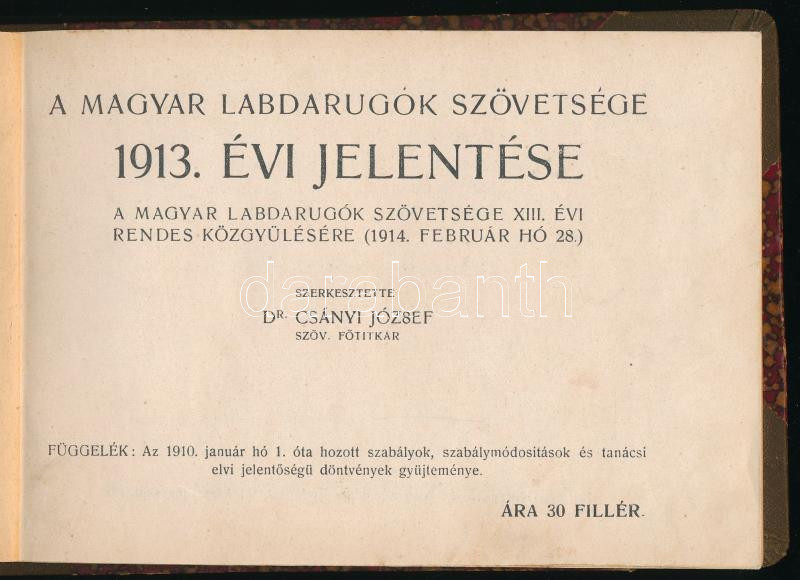 A MAGYAR LABDARUGÓK SZÖVETSÉGE
1913. ÉVI JELENTÉSE
A MAGYAR LABDARUGÓK SZÖVETSÉGE XIII. ÉVI
RENDES KÖZGYÜLÉSÉRE (1914. FEBRUÁR HÓ 28.)
SZERKESZTETTE
darabanth
DR. CSÁNYI JÓZSEF
SZÖV. FŐTITKÁR
FÜGGELÉK: Az 1910. január hó 1. óta hozott szabályok, szabálymódositások és tanácsi
elvi jelentőségü döntvények gyüjteménye.
ÁRA 30 FILLÉR.